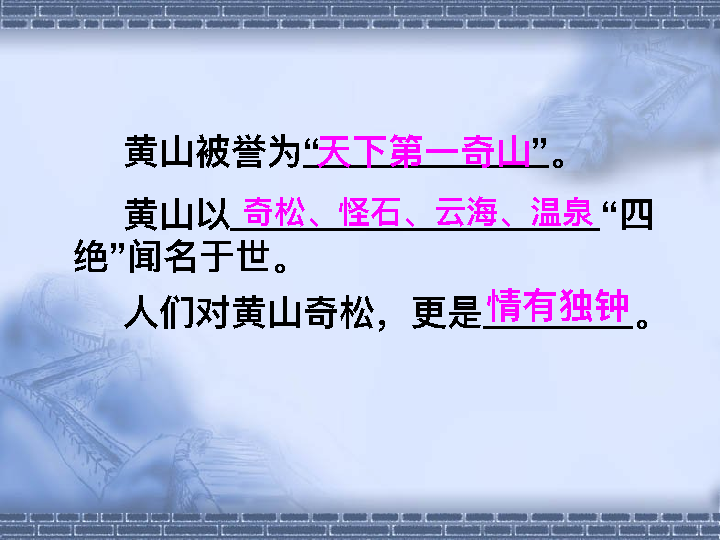 黄山被誉为“天下第一奇山”。
黄山以奇松、怪石、云海、温泉“四
绝”闻名于世。
人们对黄山奇松，更是情有独钟。